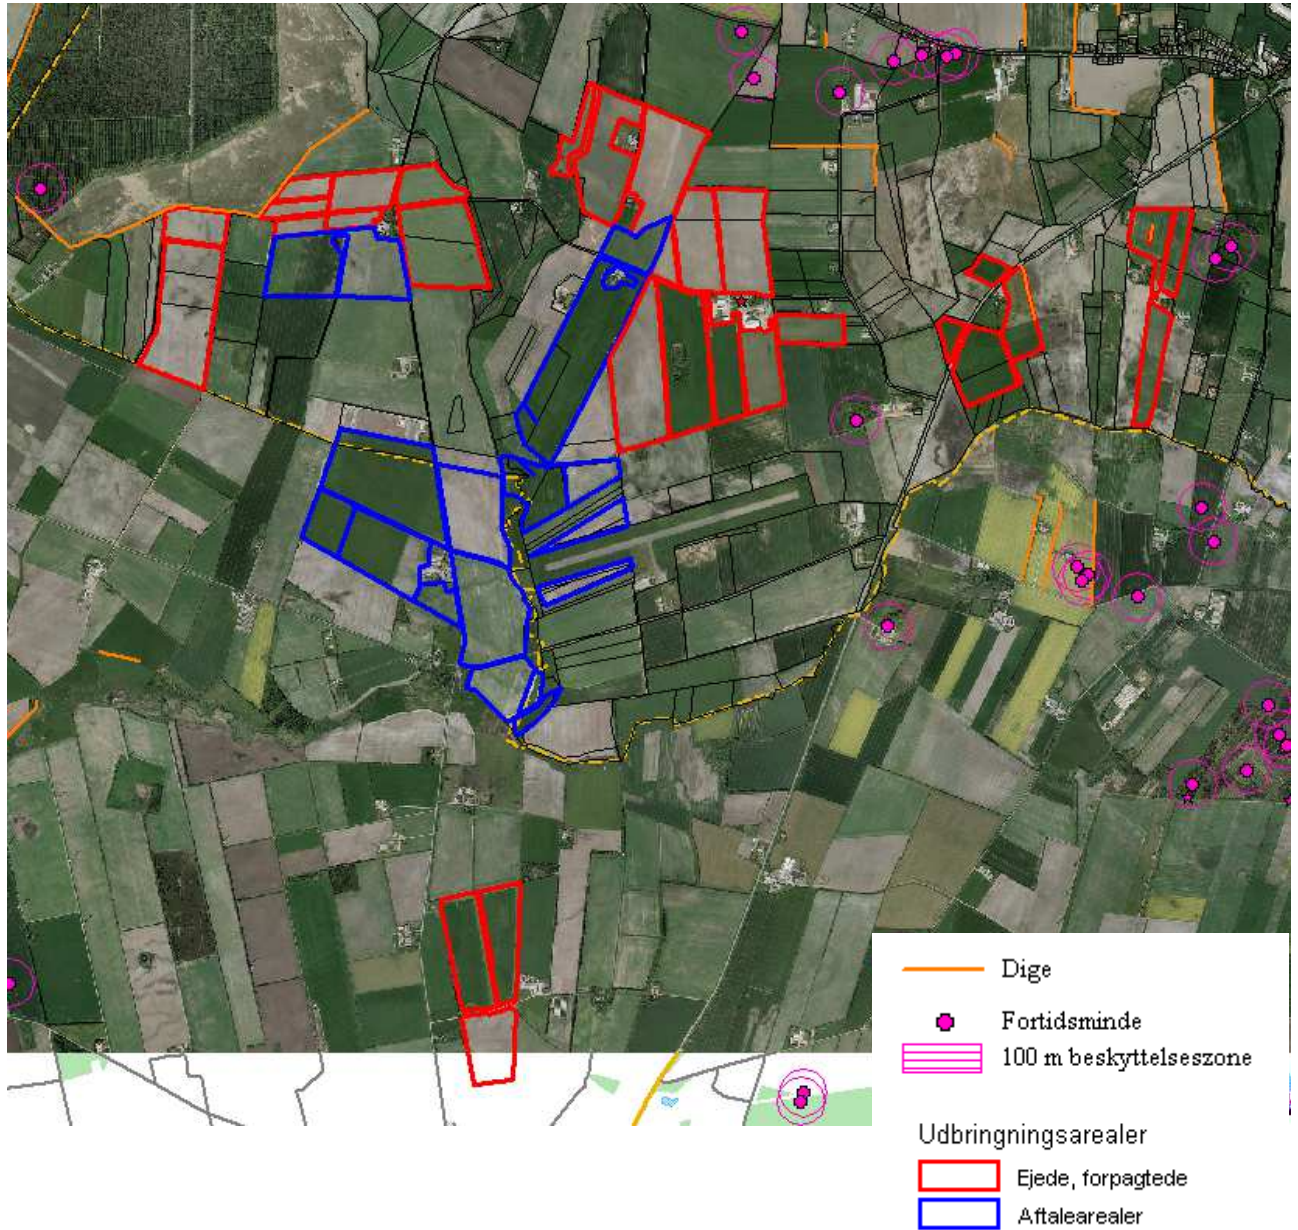 Dige
Fortidsminde
100 m beskyttelseszone
Udbringningsarealer
Ejede, forpagtede
Aftalearealer